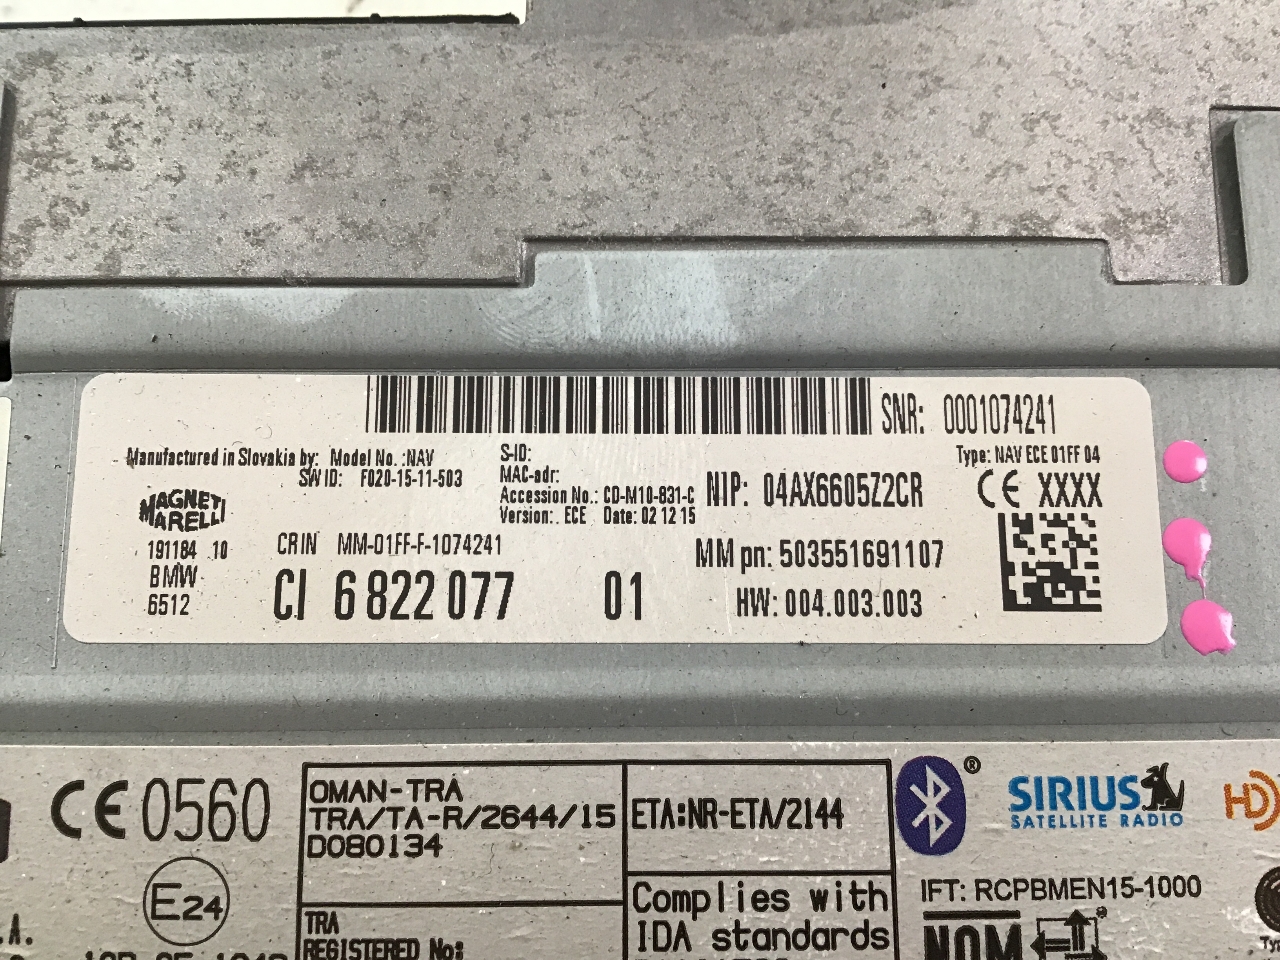 SNR: 0001074241
Manufactured in Slovakia by: Model No.:NAV
SW ID: F020-15-11-503
S-ID:
MAC-adr:
Accession No.: CD-M10-831-C
Version:. ECE Date: 02 12 15
NIP: 04AX6605Z2CR
Type: NAV ECE 01FF 04
CE XXXX
MAGNETI
MARELLI
191184 10
BMW
6512
CRIN MM-01FF-F-1074241
CI 6 822 077 01
MM pn: 503551691107
HW: 004.003.003
CE 0560
E24
OMAN-TRA
TRA/TA-R/2644/15
D080134
TRA
REGISTERED No:
ETA:NR-ETA/2144
Complies with
IDA standards
®
SIRIUS
SATELLITE RADIO
HD
IFT: RCPBMEN15-1000
NOM